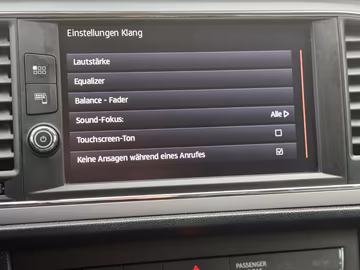 Einstellungen Klang
Lautstärke
Equalizer
Balance - Fader
Sound-Fokus: Alle
Touchscreen-Ton
Keine Ansagen während eines Anrufes
PASSENGER